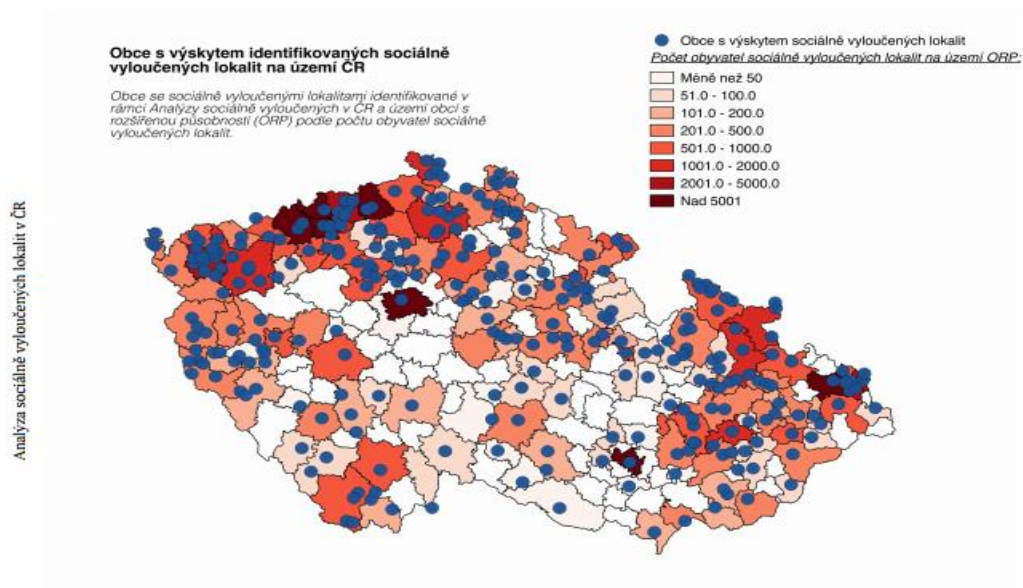 Analýza sociálně vyloučených lokalit v ČR
Obce s výskytem identifikovaných sociálně
vyloučených lokalit na území ČR
Obce se sociálně vyloučenými lokalitami identifikované v
rámci Analýzy sociálně vyloučených v ČR a území obcí s
rozšířenou působností (ORP) podle počtu obyvatel sociálně
vyloučených lokalit.
Obce s výskytem sociálně vyloučených lokalit
Počet obyvatel sociálně vyloučených lokalit na území ORP:
Méně než 50
51.0 - 100.0
101.0 - 200.0
201.0 - 500.0
501.0 - 1000.0
1001.0 - 2000.0
2001.0 - 5000.0
Nad 5001